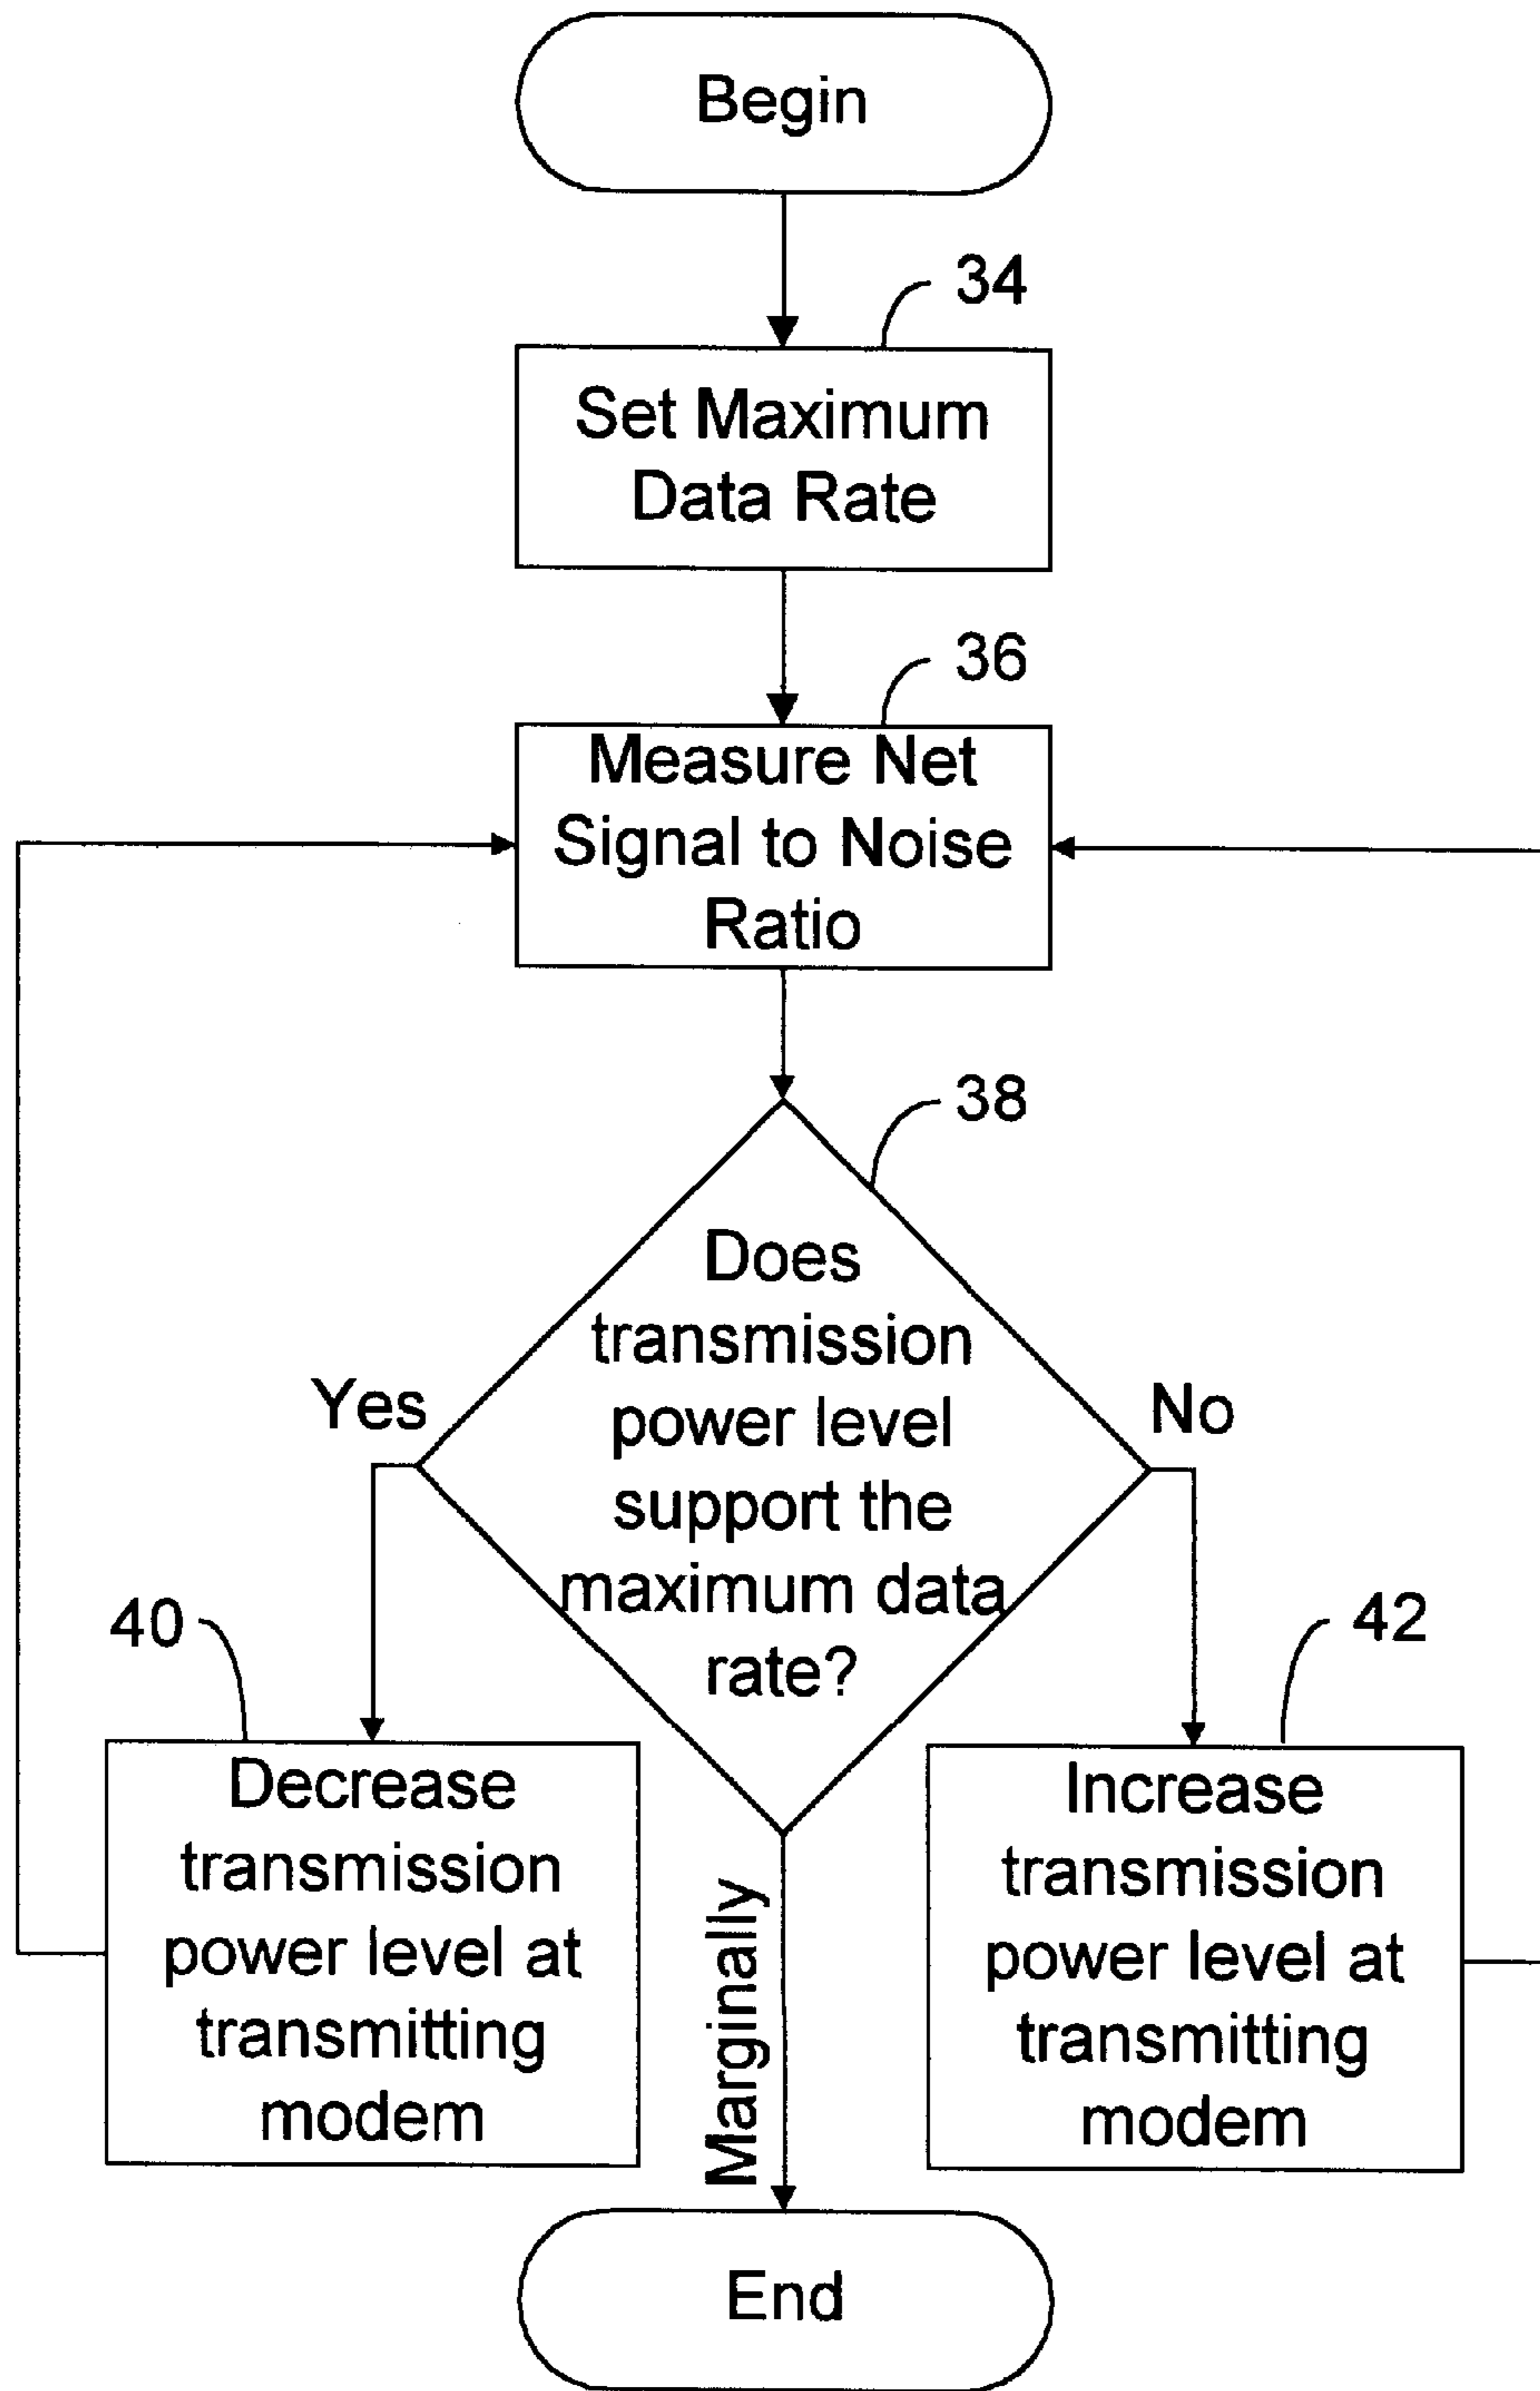 Begin
34
Set Maximum
Data Rate
36
Measure Net
Signal to Noise
Ratio
38
Does
transmission
power level
support the
maximum data
rate?
Yes
No
40
Decrease
transmission
power level at
transmitting
modem
42
Increase
transmission
power level at
transmitting
modem
Marginally
End